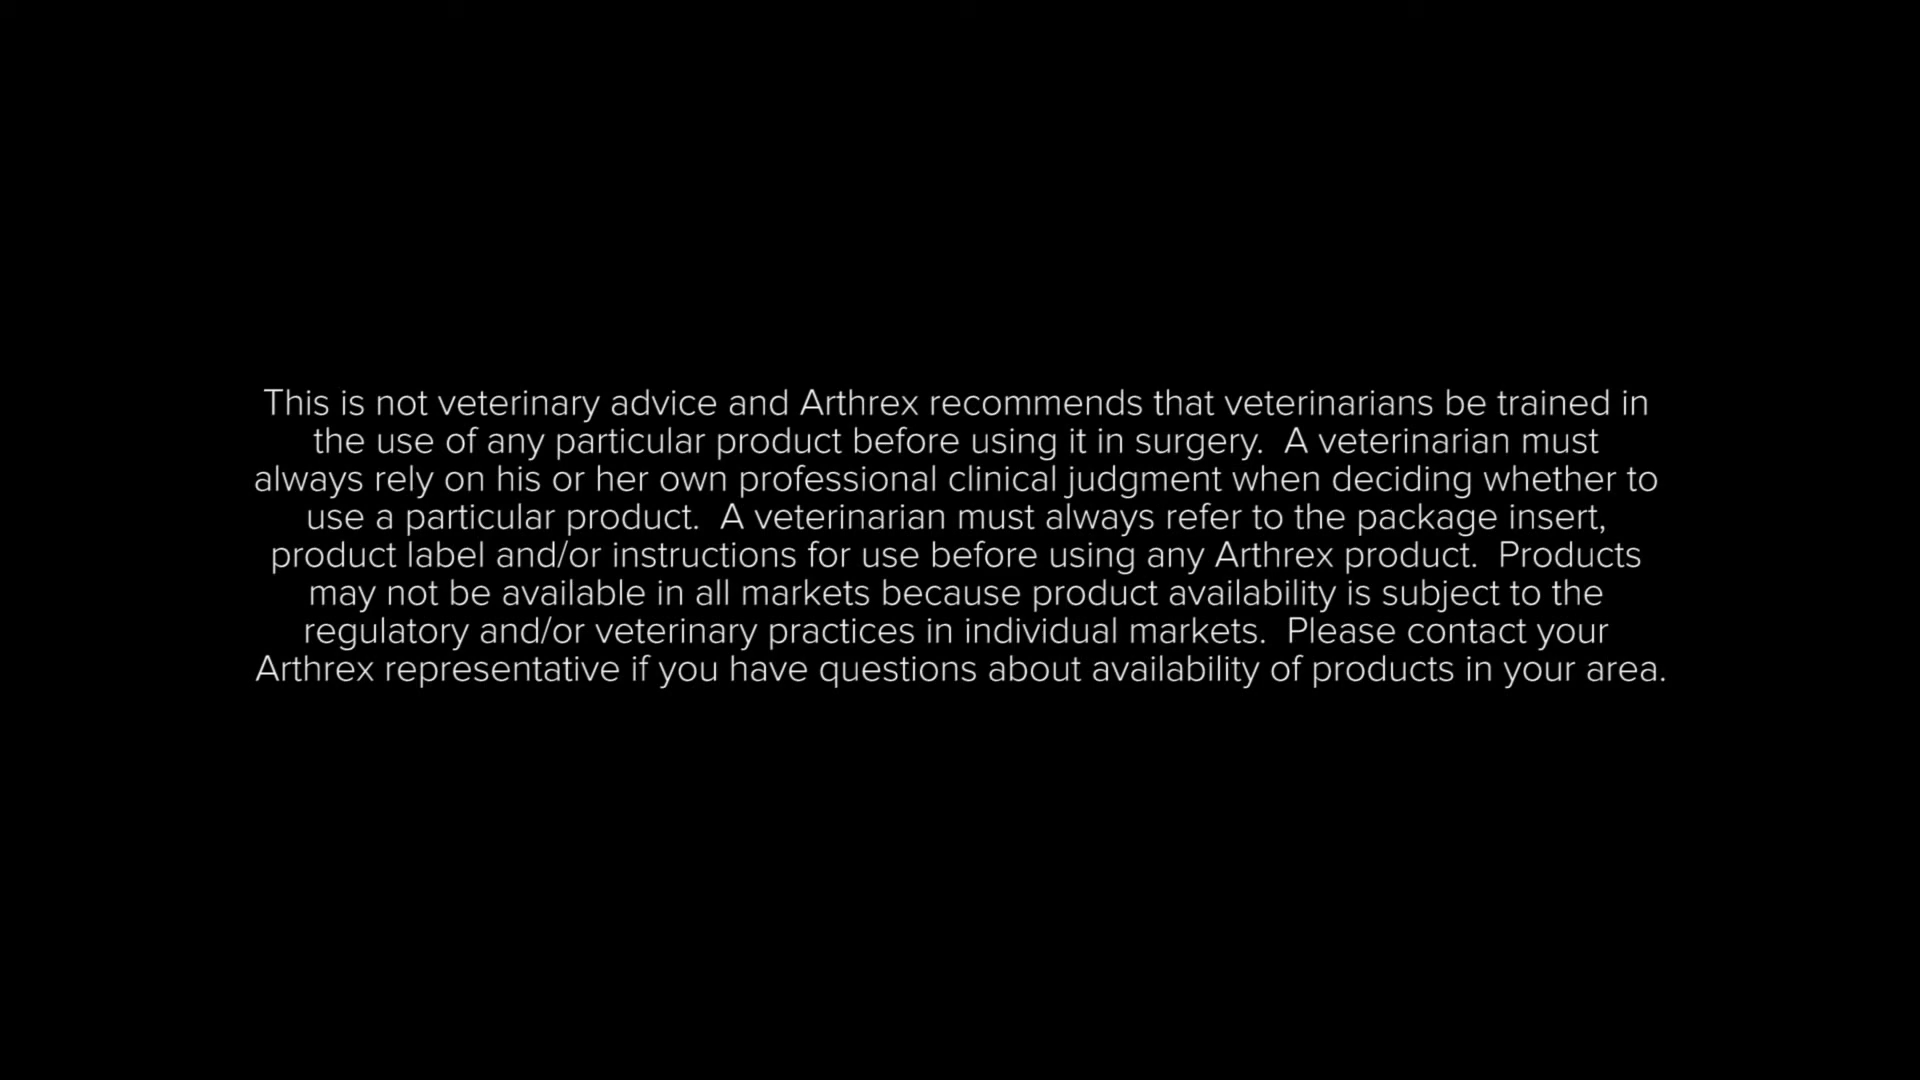 This is not veterinary advice and Arthrex recommends that veterinarians be trained in
the use of any particular product before using it in surgery.  A veterinarian must
always rely on his or her own professional clinical judgment when deciding whether to
use a particular product.  A veterinarian must always refer to the package insert,
product label and/or instructions for use before using any Arthrex product.  Products
may not be available in all markets because product availability is subject to the
regulatory and/or veterinary practices in individual markets.  Please contact your
Arthrex representative if you have questions about availability of products in your area.